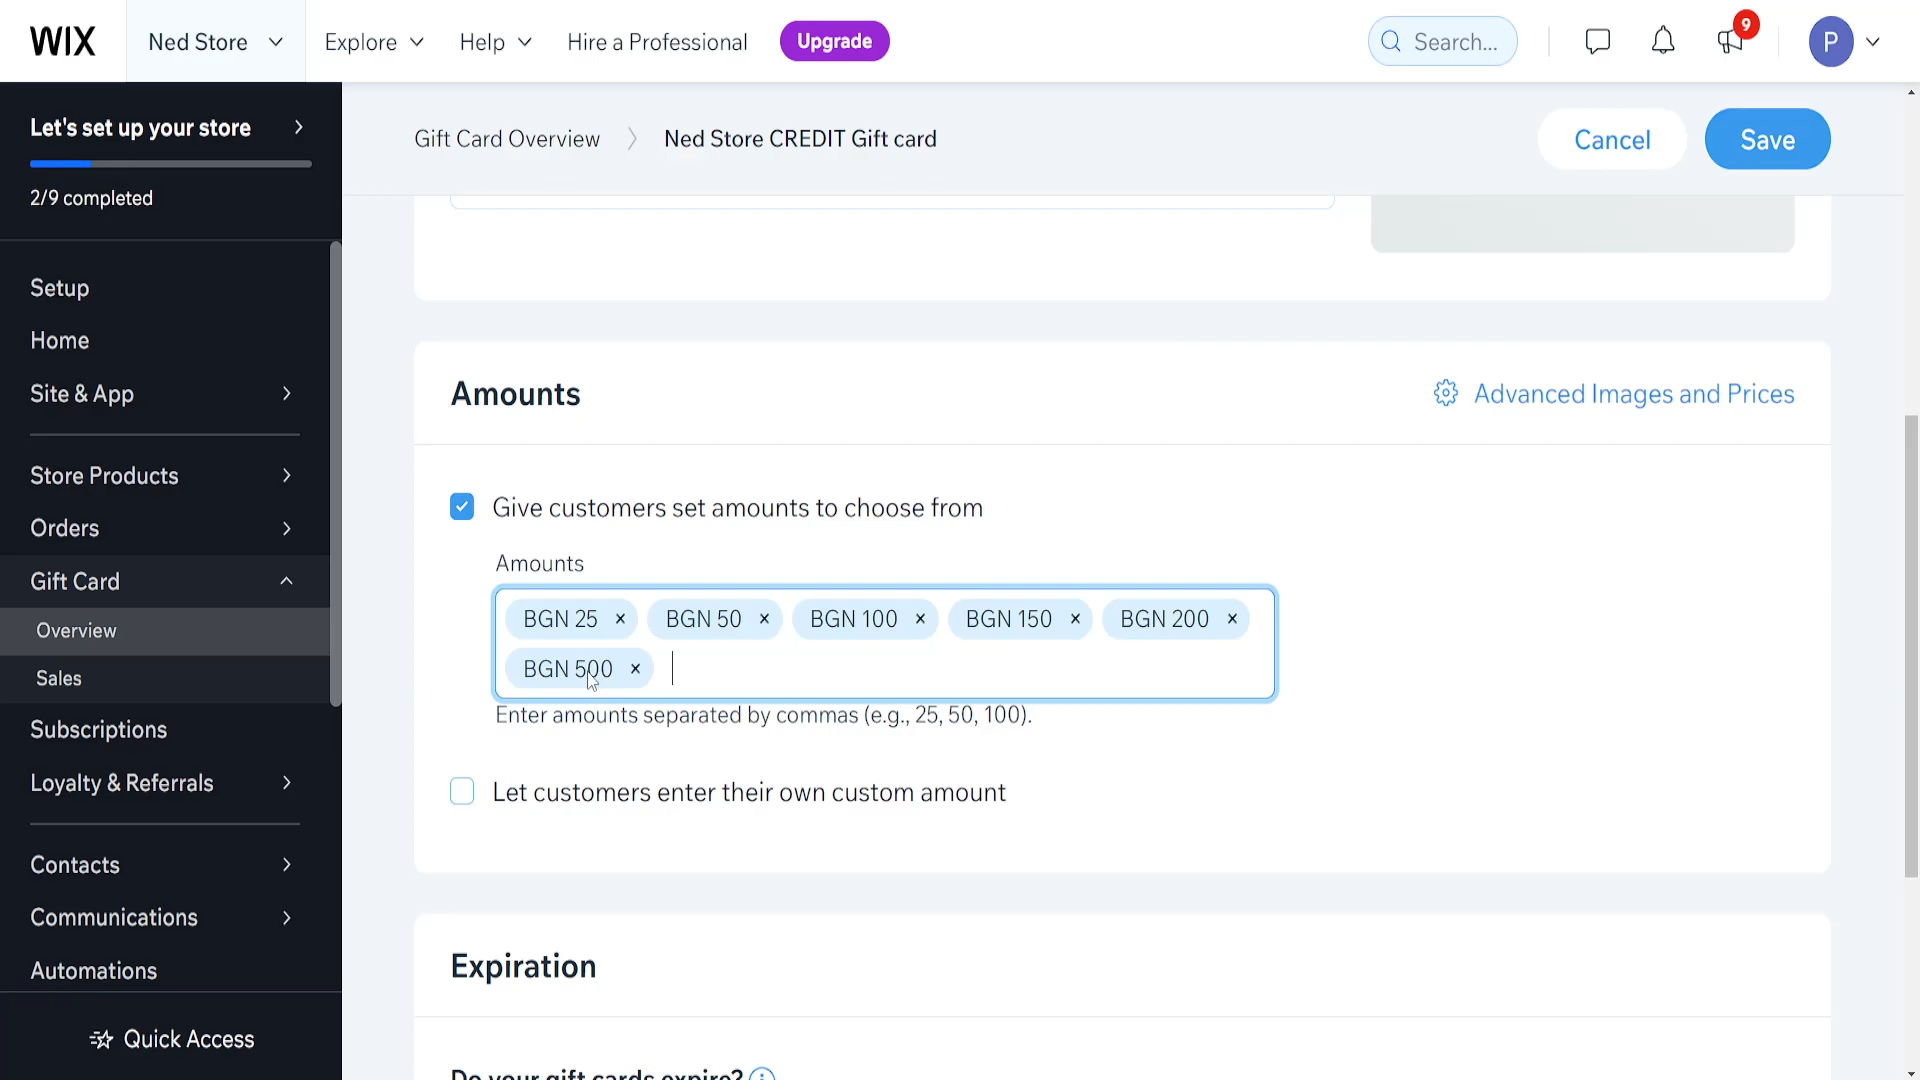 WIX
Ned Store
Explore
Help
Hire a Professional
Upgrade
Search...
9
P
Let's set up your store
2/9 completed
Setup
Home
Site & App
Store Products
Orders
Gift Card
Overview
Sales
Subscriptions
Loyalty & Referrals
Contacts
Communications
Automations
Quick Access
Gift Card Overview
Ned Store CREDIT Gift card
Cancel
Save
Amounts
Advanced Images and Prices
Give customers set amounts to choose from
Amounts
BGN 25 × BGN 50 × BGN 100 × BGN 150 × BGN 200 ×
BGN 500 ×
Enter amounts separated by commas (e.g., 25, 50, 100).
Let customers enter their own custom amount
Expiration
Do your gift cards expire?